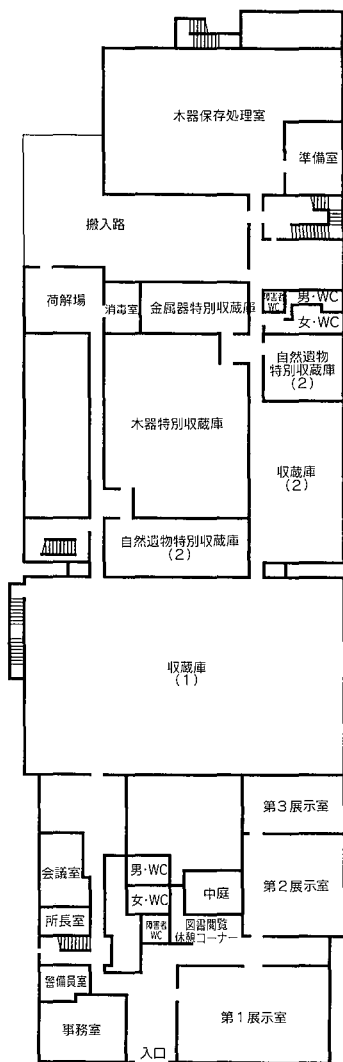 木器保存処理室
準備室
搬入路
荷解場
消毒室
金属器特別収蔵庫
障害者
WC
男・WC
女・WC
自然遺物
特別収蔵庫
(2)
木器特別収蔵庫
収蔵庫
(2)
自然遺物特別収蔵庫
(2)
収蔵庫
(1)
第3展示室
会議室
男・WC
中庭
第2展示室
所長室
女・WC
障害者
WC
図書閲覧
休憩コーナー
警備員室
事務室
第1展示室
入口